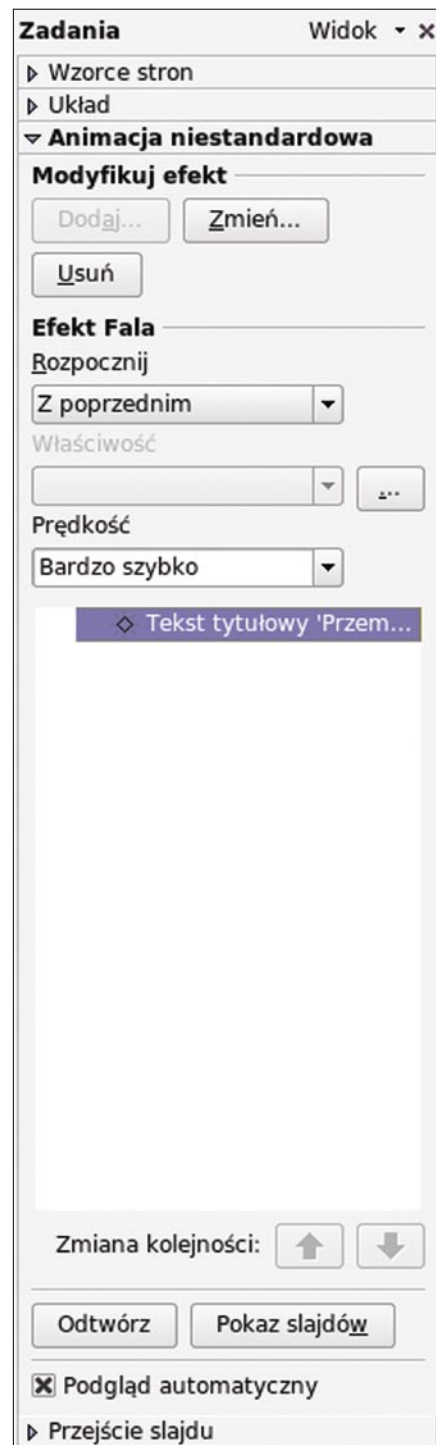 Zadania Widok
Wzorce stron
Układ
Animacja niestandardowa
Modyfikuj efekt
Dodaj... Zmień...
Usuń
Efekt Fala
Rozpocznij
Z poprzednim
Właściwość
...
Prędkość
Bardzo szybko
Tekst tytułowy 'Przem...
Zmiana kolejności:
Odtwórz Pokaz slajdów
Podgląd automatyczny
Przejście slajdu